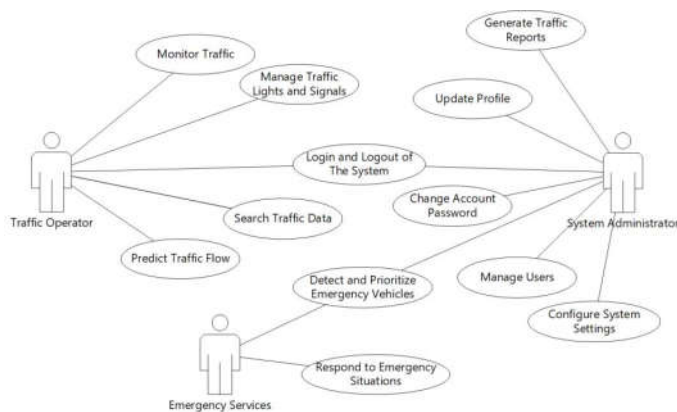 Generate Traffic
Reports
Monitor Traffic
Manage Traffic
Lights and Signals
Update Profile
Login and Logout of
The System
Change Account
Password
Traffic Operator
Search Traffic Data
System Administrator
Predict Traffic Flow
Detect and Prioritize
Emergency Vehicles
Manage Users
Configure System
Settings
Respond to Emergency
Situations
Emergency Services